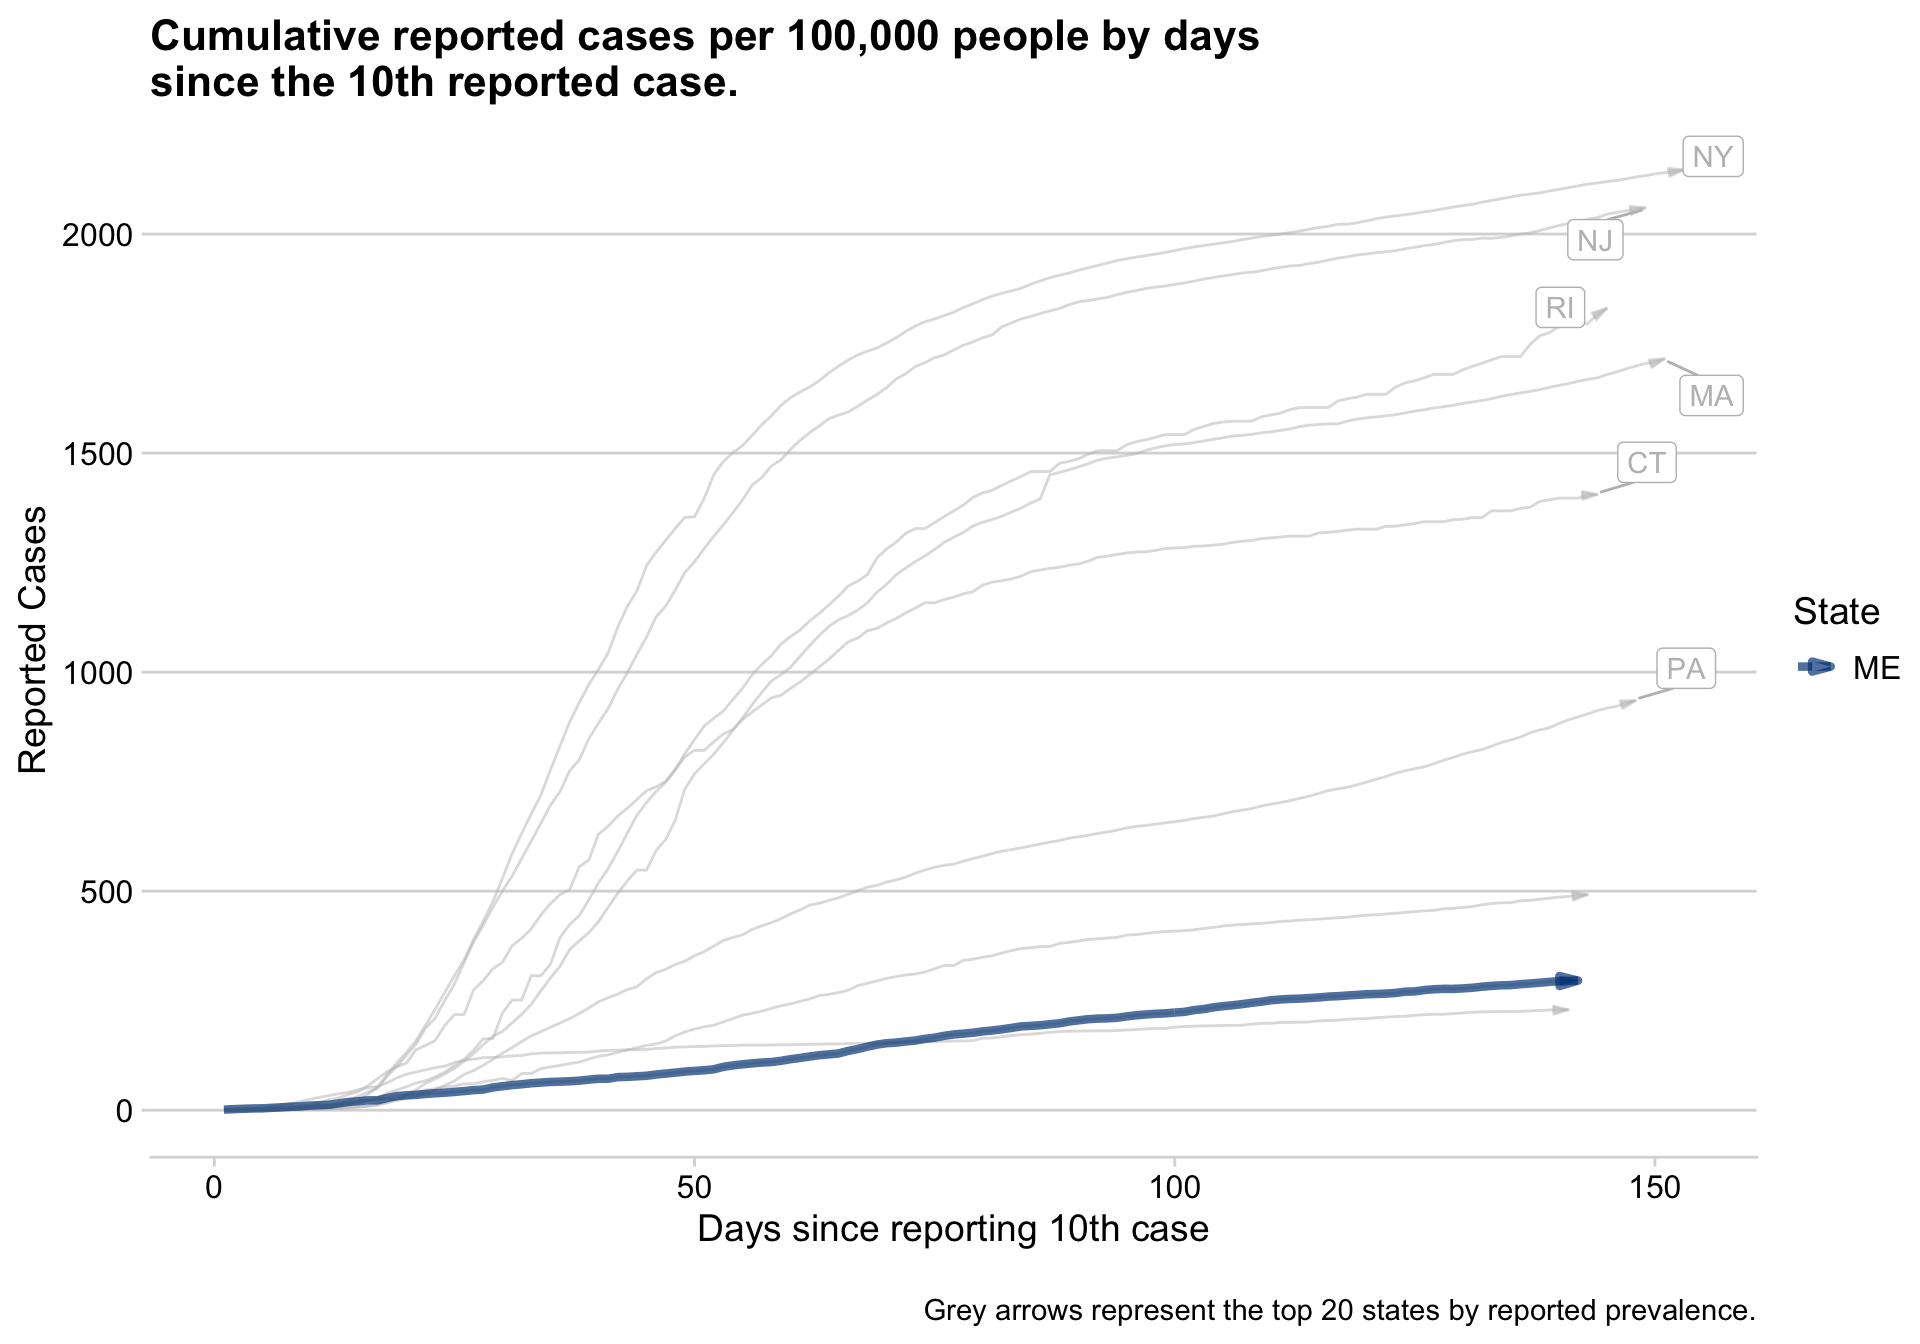 Cumulative reported cases per 100,000 people by days
since the 10th reported case.
NY
2000
NJ
RI
MA
1500
CT
Reported Cases
State
1000
PA
ME
500
0
0 50 100 150
Days since reporting 10th case
Grey arrows represent the top 20 states by reported prevalence.